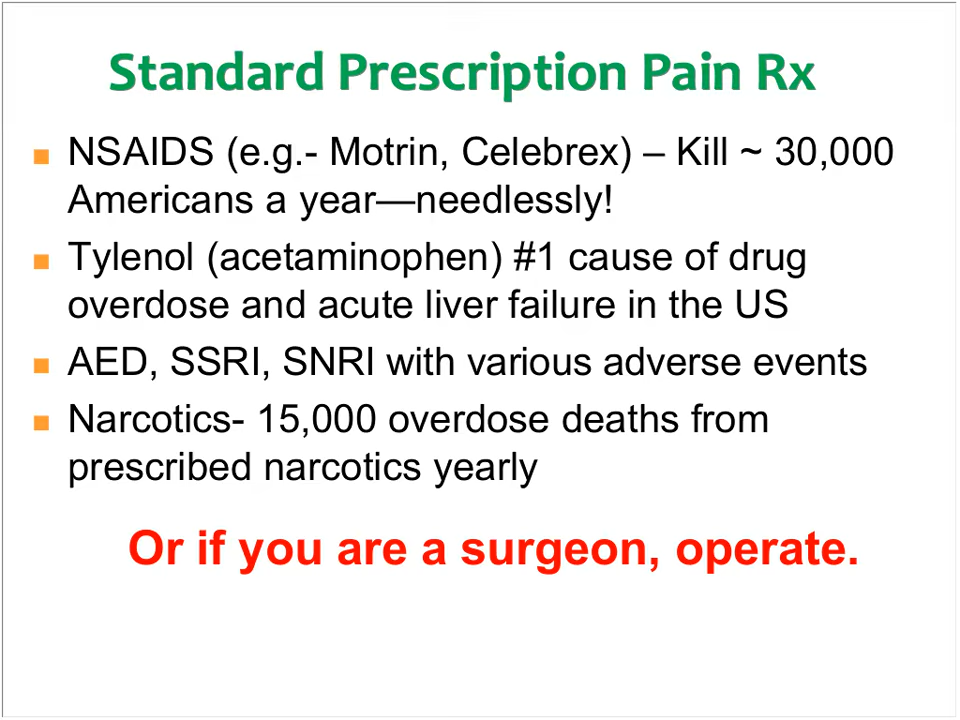 Standard Prescription Pain Rx
NSAIDS (e.g.- Motrin, Celebrex) – Kill ~ 30,000
Americans a year—needlessly!
Tylenol (acetaminophen) #1 cause of drug
overdose and acute liver failure in the US
AED, SSRI, SNRI with various adverse events
Narcotics- 15,000 overdose deaths from
prescribed narcotics yearly
Or if you are a surgeon, operate.